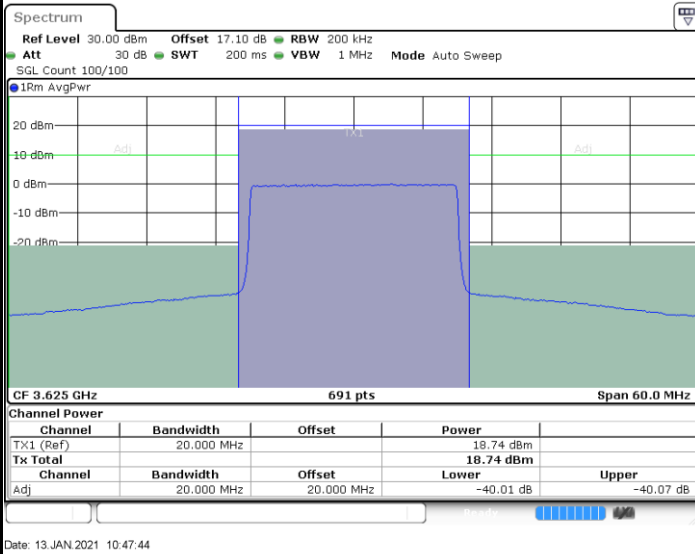 Spectrum
Ref Level 30.00 dBm Offset 17.10 dB RBW 200 kHz
Att 30 dB SWT 200 ms VBW 1 MHz Mode Auto Sweep
SGL Count 100/100
1Rm AvgPwr
20 dBm
TX1
Adj Adj
10 dBm
0 dBm
-10 dBm
-20 dBm
CF 3.625 GHz 691 pts Span 60.0 MHz
Channel Power
Channel Bandwidth Offset Power
TX1 (Ref) 20.000 MHz 18.74 dBm
Tx Total 18.74 dBm
Channel Bandwidth Offset Lower Upper
Adj 20.000 MHz 20.000 MHz -40.01 dB -40.07 dB
Ready
Date: 13.JAN.2021 10:47:44